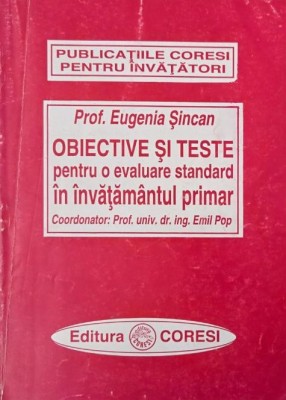 PUBLICAȚIILE CORESI
PENTRU ÎNVĂȚĂTORI
Prof. Eugenia Șincan
OBIECTIVE ȘI TESTE
pentru o evaluare standard
în învățământul primar
Coordonator: Prof. univ. dr. ing. Emil Pop
Editura CORESI